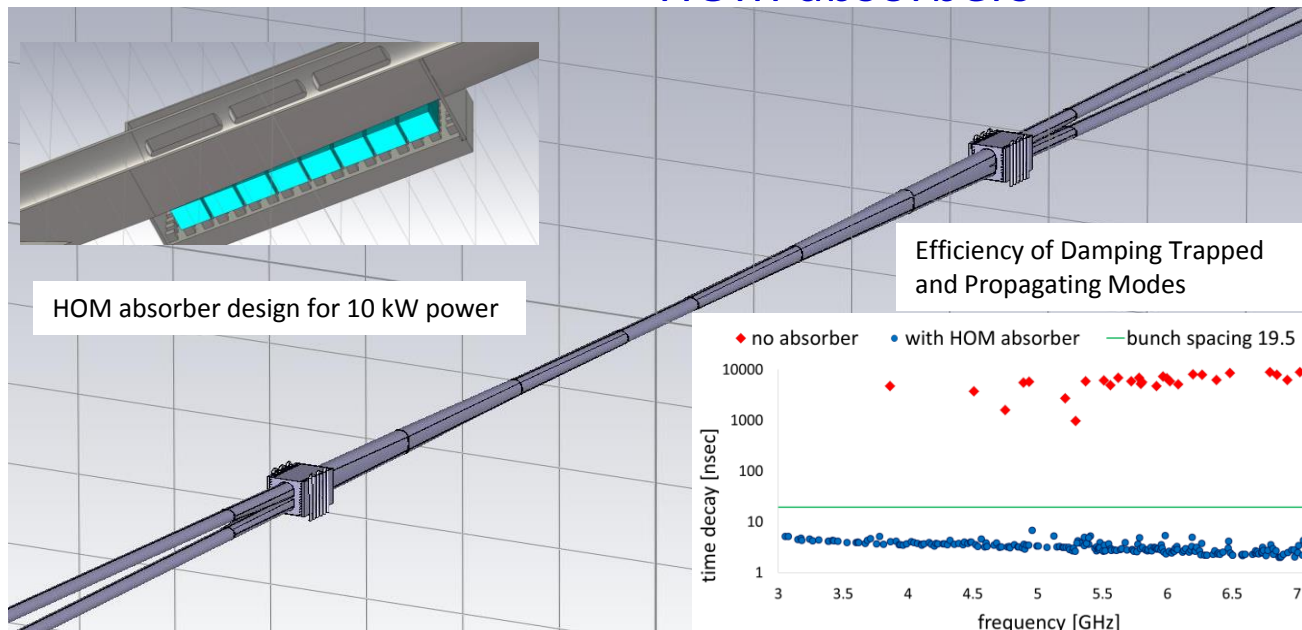 HOM absorbers
HOM absorber design for 10 kW power
Efficiency of Damping Trapped
and Propagating Modes
no absorber
with HOM absorber
bunch spacing 19.5
10000
1000
100
10
1
time decay [nsec]
3 3.5 4 4.5 5 5.5 6 6.5 7
frequency [GHz]